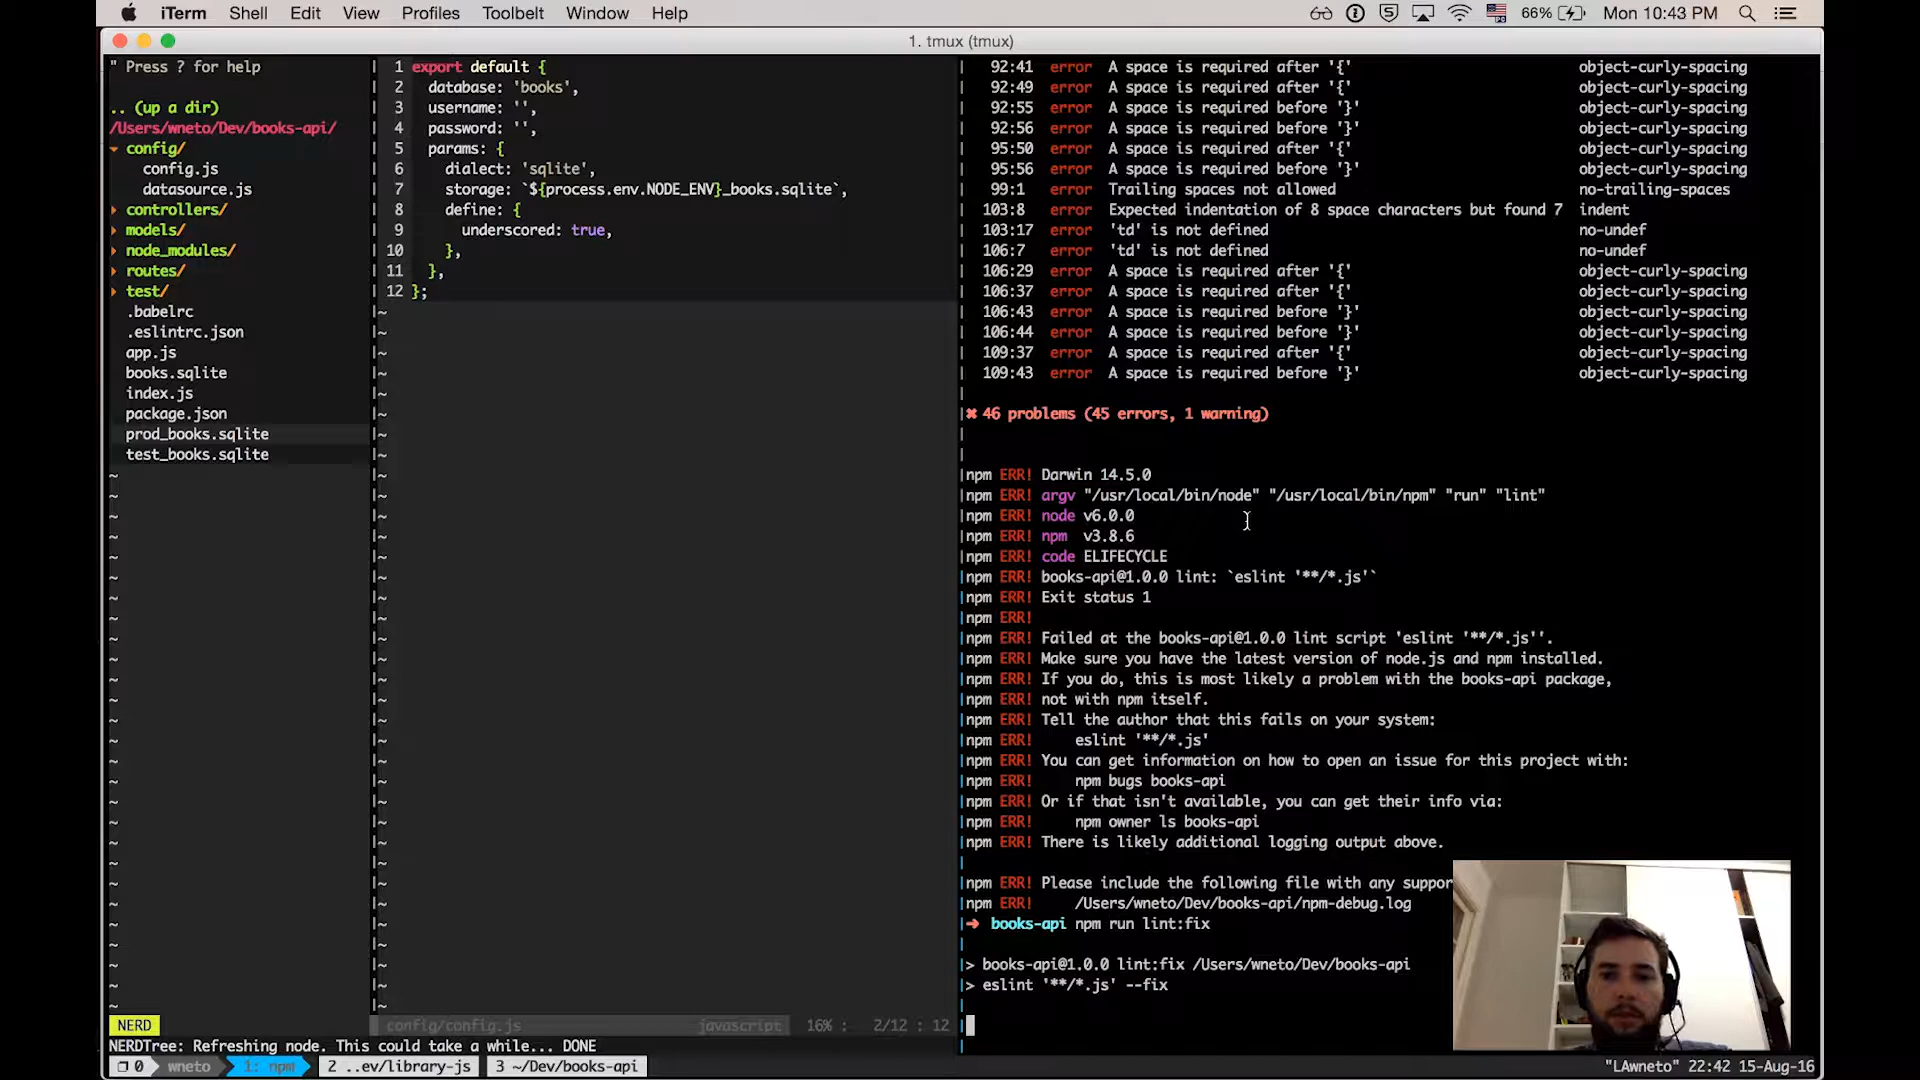 iTerm Shell Edit View Profiles Toolbelt Window Help
66% Mon 10:43 PM
1. tmux (tmux)
" Press ? for help
.. (up a dir)
/Users/wneto/Dev/books-api/
config/
config.js
datasource.js
controllers/
models/
node_modules/
routes/
test/
.babelrc
.eslintrc.json
app.js
books.sqlite
index.js
package.json
prod_books.sqlite
test_books.sqlite
1 export default {
2 database: 'books',
3 username: '',
4 password: '',
5 params: {
6 dialect: 'sqlite',
7 storage: `${process.env.NODE_ENV}_books.sqlite`,
8 define: {
9 underscored: true,
10 },
11 },
12 };
92:41 error A space is required after '{' object-curly-spacing
92:49 error A space is required after '{' object-curly-spacing
92:55 error A space is required before '}' object-curly-spacing
92:56 error A space is required before '}' object-curly-spacing
95:50 error A space is required after '{' object-curly-spacing
95:56 error A space is required before '}' object-curly-spacing
99:1 error Trailing spaces not allowed no-trailing-spaces
103:8 error Expected indentation of 8 space characters but found 7 indent
103:17 error 'td' is not defined no-undef
106:7 error 'td' is not defined no-undef
106:29 error A space is required after '{' object-curly-spacing
106:37 error A space is required after '{' object-curly-spacing
106:43 error A space is required before '}' object-curly-spacing
106:44 error A space is required before '}' object-curly-spacing
109:37 error A space is required after '{' object-curly-spacing
109:43 error A space is required before '}' object-curly-spacing
✖ 46 problems (45 errors, 1 warning)
npm ERR! Darwin 14.5.0
npm ERR! argv "/usr/local/bin/node" "/usr/local/bin/npm" "run" "lint"
npm ERR! node v6.0.0
npm ERR! npm v3.8.6
npm ERR! code ELIFECYCLE
npm ERR! books-api@1.0.0 lint: `eslint '**/*.js'`
npm ERR! Exit status 1
npm ERR!
npm ERR! Failed at the books-api@1.0.0 lint script 'eslint '**/*.js''.
npm ERR! Make sure you have the latest version of node.js and npm installed.
npm ERR! If you do, this is most likely a problem with the books-api package,
npm ERR! not with npm itself.
npm ERR! Tell the author that this fails on your system:
npm ERR! eslint '**/*.js'
npm ERR! You can get information on how to open an issue for this project with:
npm ERR! npm bugs books-api
npm ERR! Or if that isn't available, you can get their info via:
npm ERR! npm owner ls books-api
npm ERR! There is likely additional logging output above.
npm ERR! Please include the following file with any suppor
npm ERR! /Users/wneto/Dev/books-api/npm-debug.log
➜ books-api npm run lint:fix
> books-api@1.0.0 lint:fix /Users/wneto/Dev/books-api
> eslint '**/*.js' --fix
NERD config/config.js javascript 16% : 2/12 : 12
NERDTree: Refreshing node. This could take a while... DONE
0 wneto 1: npm 2 ..ev/library-js 3 ~/Dev/books-api "LAwneto" 22:42 15-Aug-16